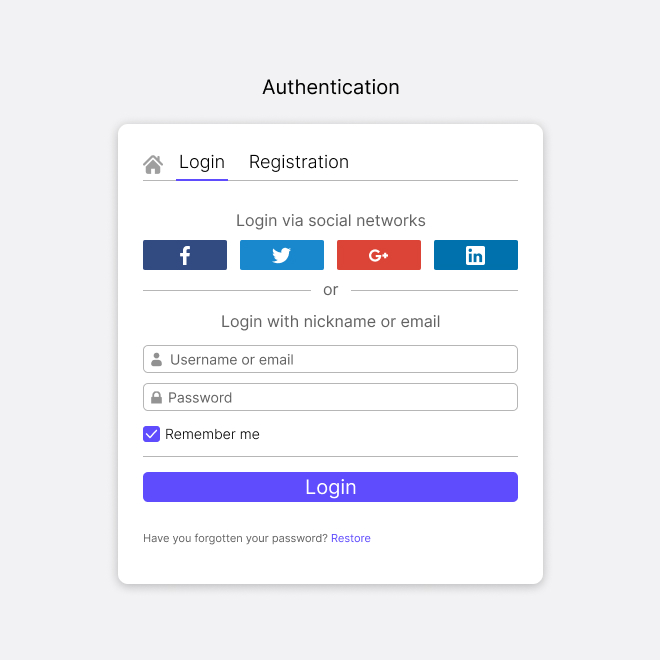 Authentication
Login Registration
Login via social networks
f G+ in
or
Login with nickname or email
Username or email
Password
Remember me
Login
Have you forgotten your password? Restore